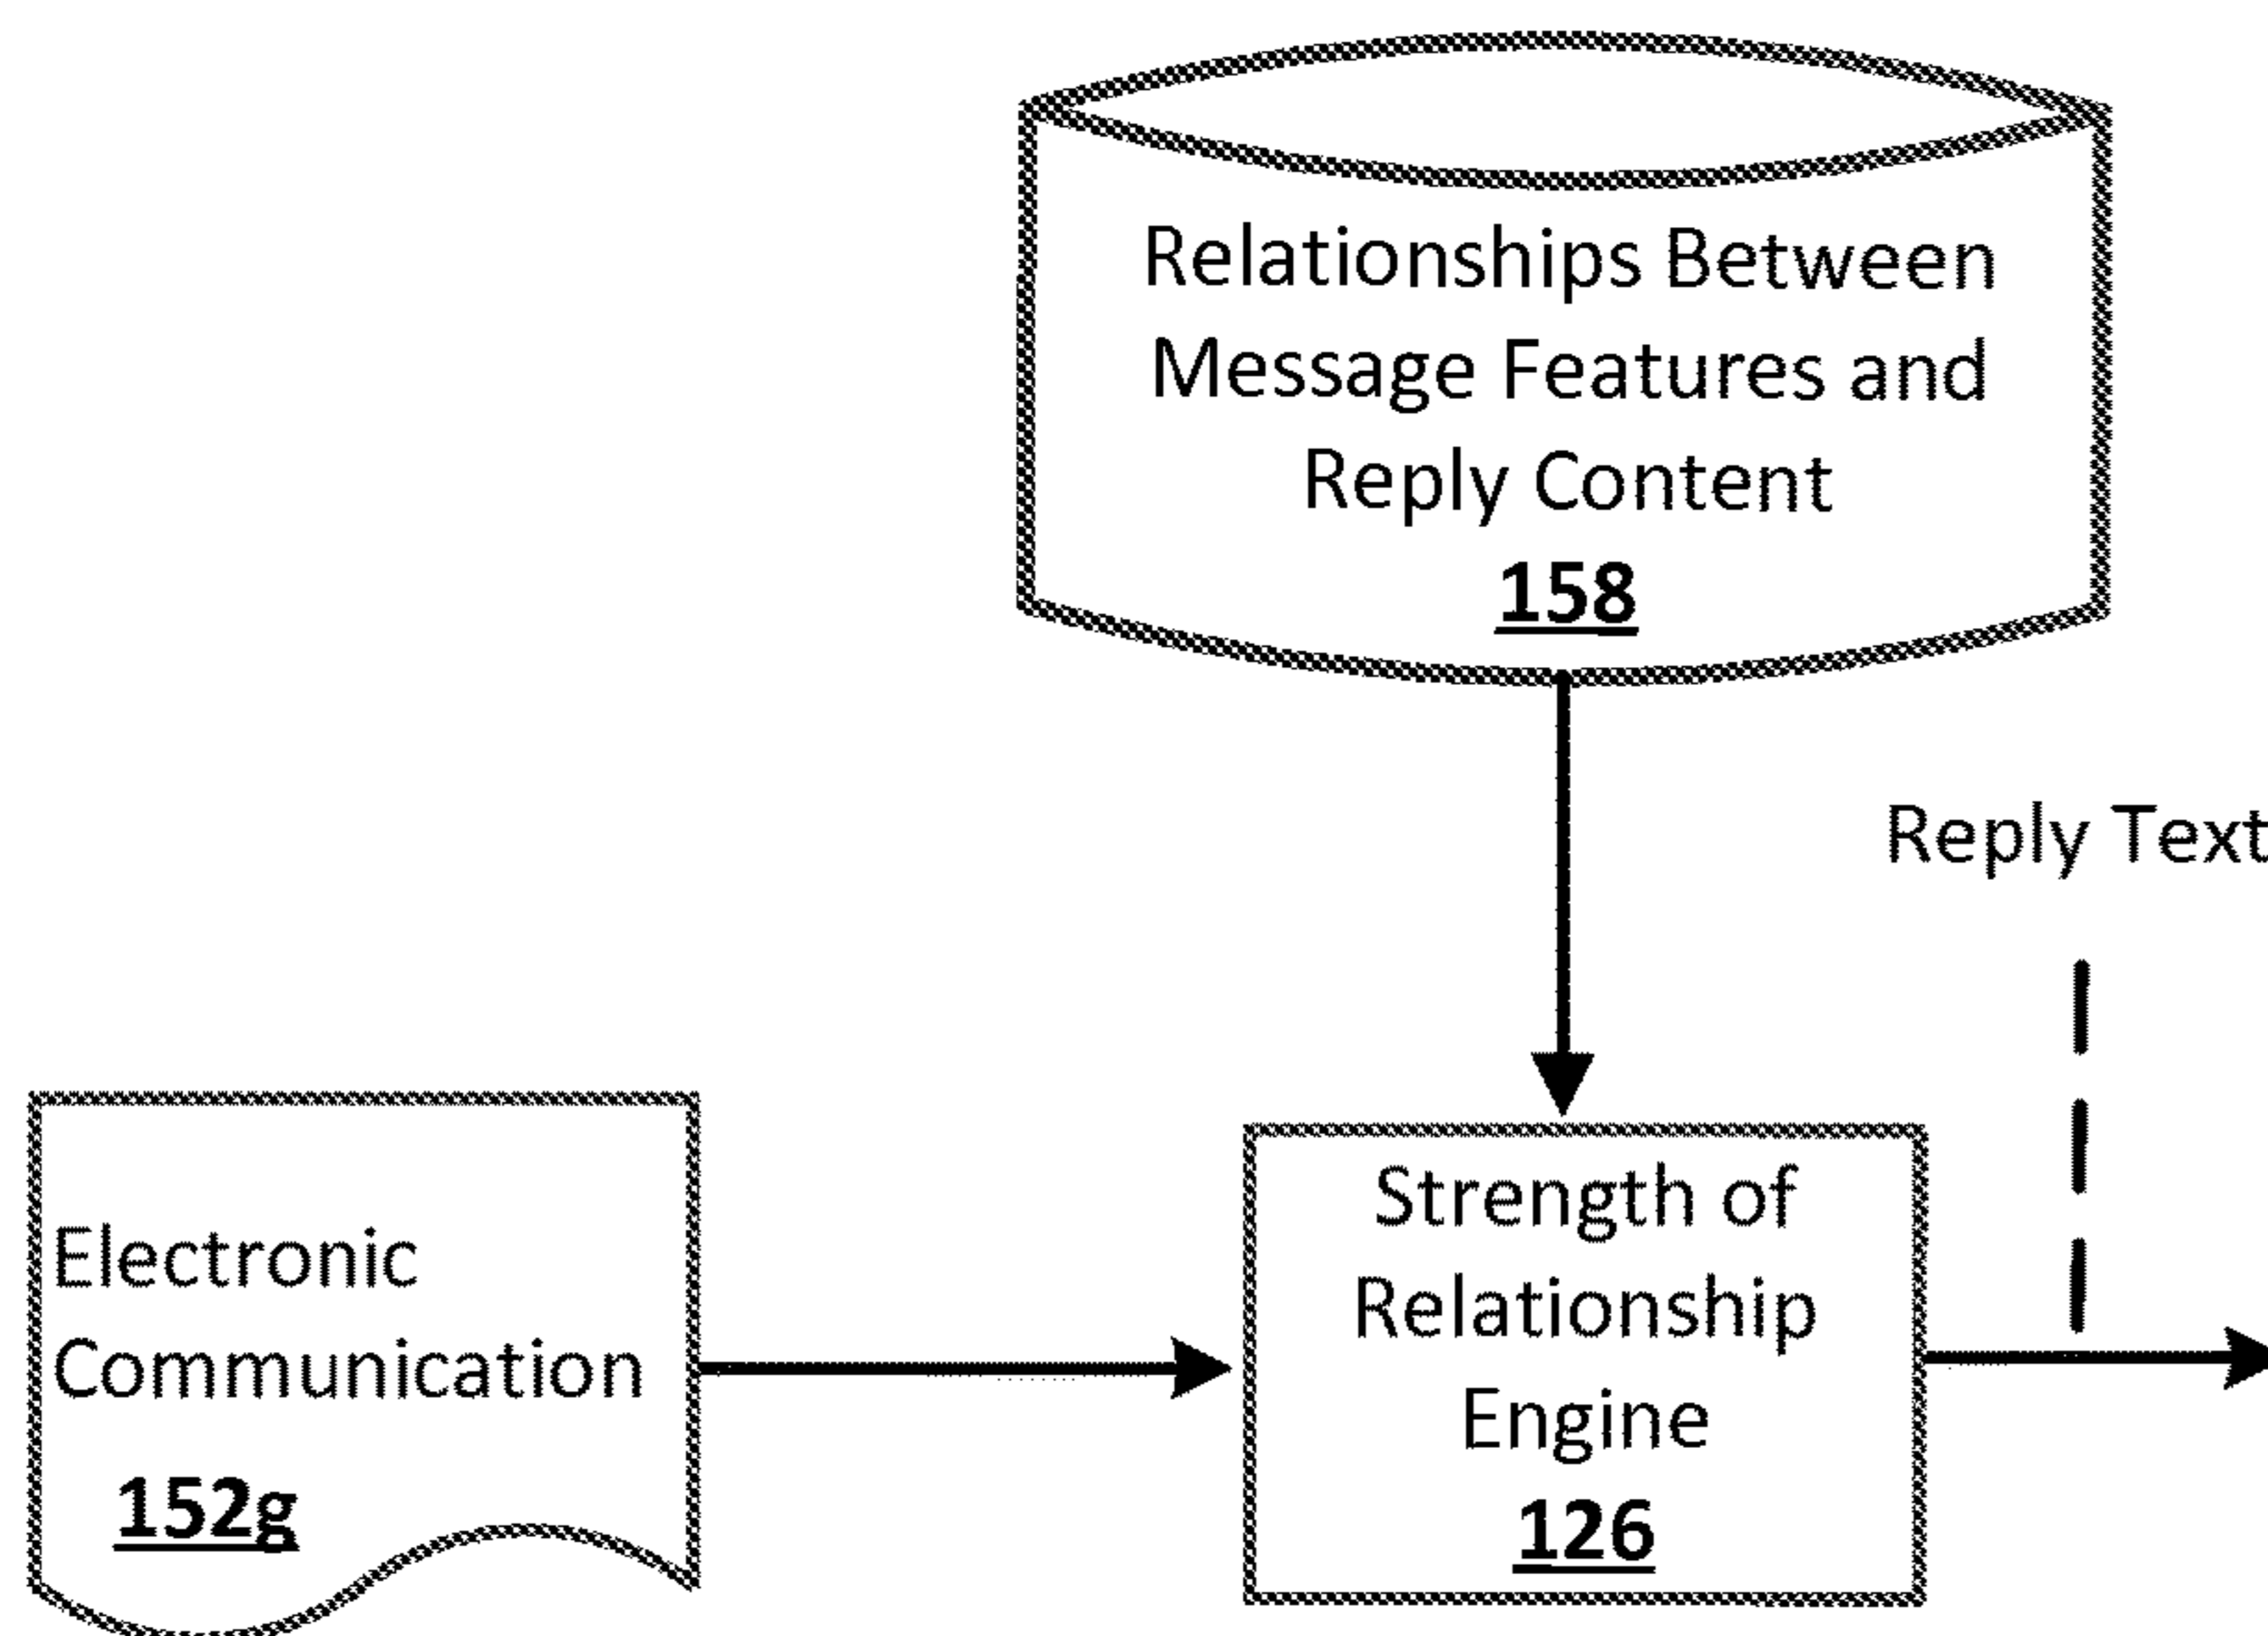 Relationships Between
Message Features and
Reply Content
158
Reply Text
Electronic
Communication
152g
Strength of
Relationship
Engine
126